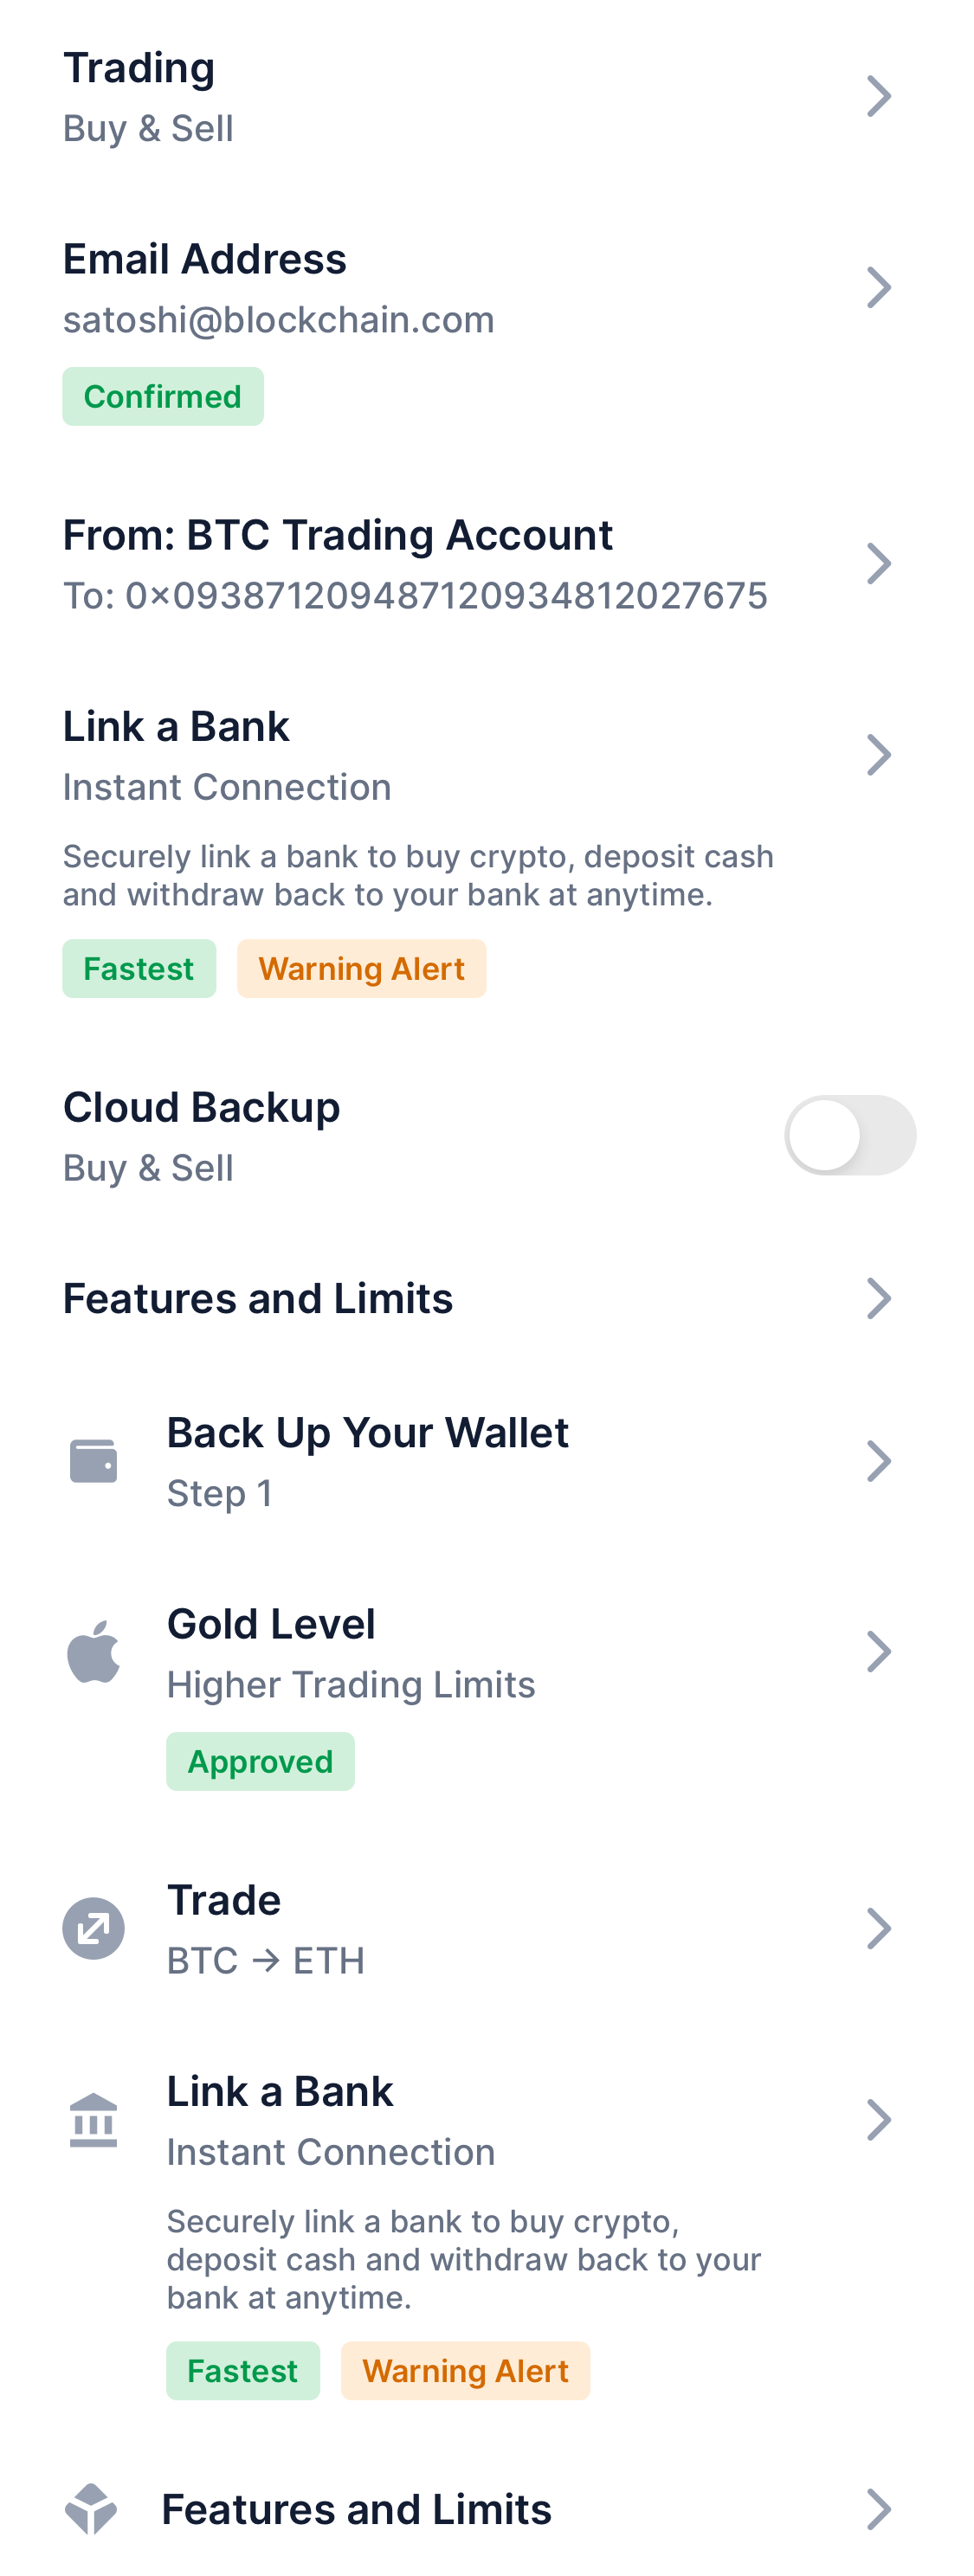 Trading
Buy & Sell
Email Address
satoshi@blockchain.com
Confirmed
From: BTC Trading Account
To: 0×093871209487120934812027675
Link a Bank
Instant Connection
Securely link a bank to buy crypto, deposit cash
and withdraw back to your bank at anytime.
Fastest Warning Alert
Cloud Backup
Buy & Sell
Features and Limits
Back Up Your Wallet
Step 1
Gold Level
Higher Trading Limits
Approved
Trade
BTC → ETH
Link a Bank
Instant Connection
Securely link a bank to buy crypto,
deposit cash and withdraw back to your
bank at anytime.
Fastest Warning Alert
Features and Limits